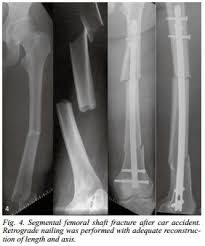 4
Fig. 4. Segmental femoral shaft fracture after car accident.
Retrograde nailing was performed with adequate reconstruc-
tion of length and axis.